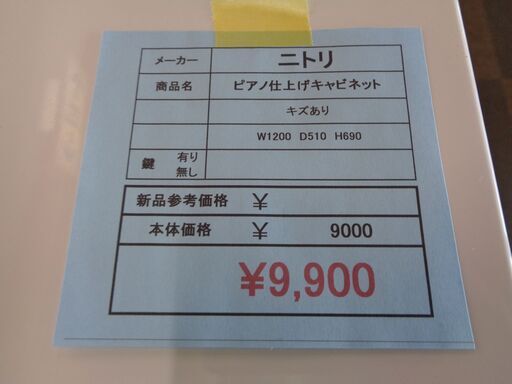 メーカー ニトリ
商品名 ピアノ仕上げキャビネット
キズあり
W1200 D510 H690
鍵 有り
無し
新品参考価格 ¥
本体価格 ¥ 9000
¥9,900